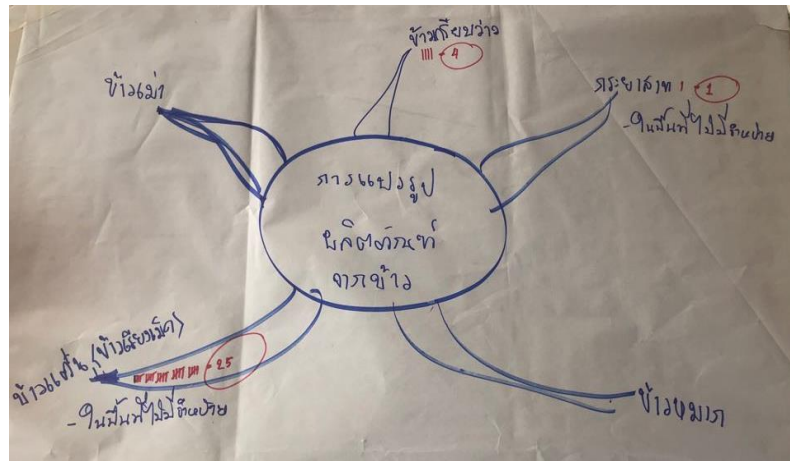 ข้าวเกรียบว่าว
4
ข้าวเม่า
กระยาสาท 1
-ในพื้นที่ไม่มีจำหน่าย
การแปรรูป
ผลิตภัณฑ์
จากข้าว
ข้าวแต๋น (ข้าวเรียงเม็ด)
25
-ในพื้นที่ไม่มีจำหน่าย
ข้าวหมาก